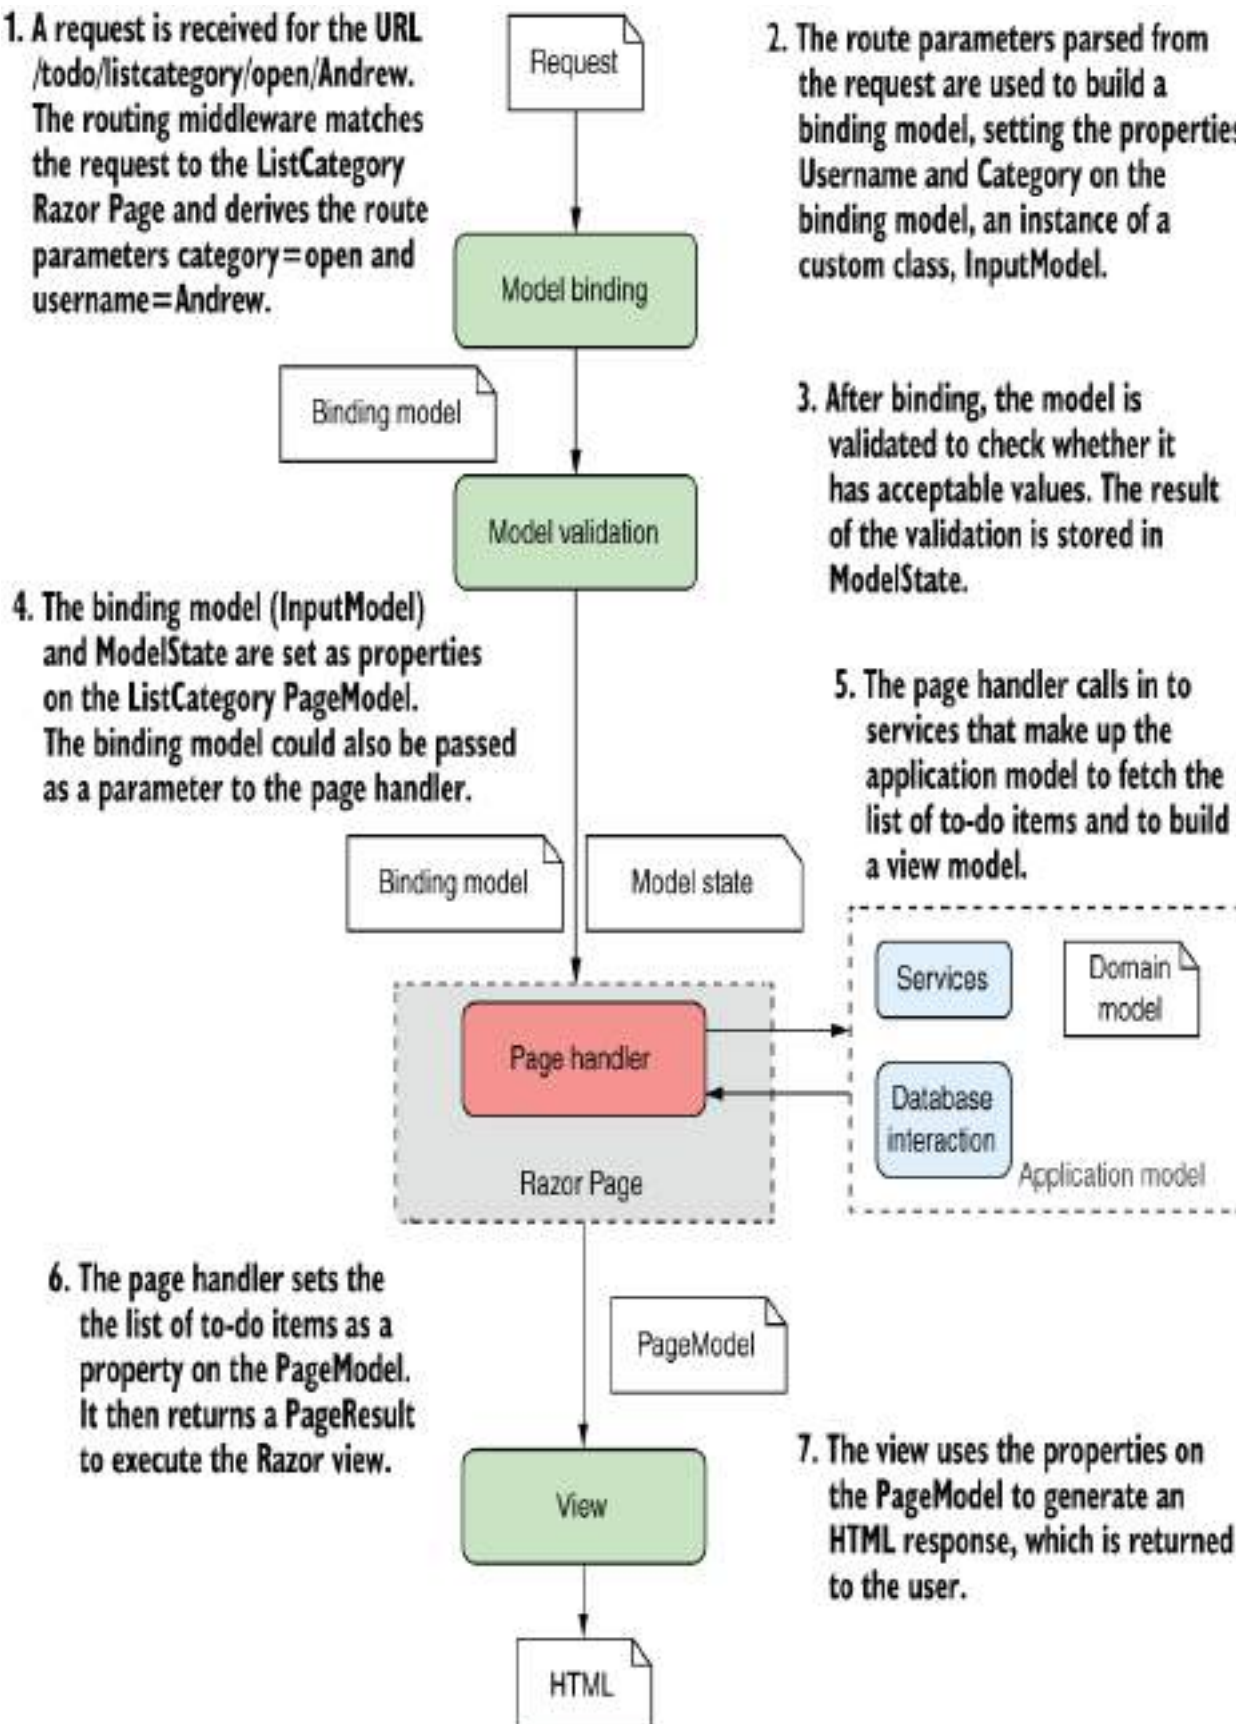 1. A request is received for the URL
/todo/listcategory/open/Andrew.
The routing middleware matches
the request to the ListCategory
Razor Page and derives the route
parameters category=open and
username=Andrew.
Request
2. The route parameters parsed from
the request are used to build a
binding model, setting the properties
Username and Category on the
binding model, an instance of a
custom class, InputModel.
Model binding
Binding model
3. After binding, the model is
validated to check whether it
has acceptable values. The result
of the validation is stored in
ModelState.
Model validation
4. The binding model (InputModel)
and ModelState are set as properties
on the ListCategory PageModel.
The binding model could also be passed
as a parameter to the page handler.
5. The page handler calls in to
services that make up the
application model to fetch the
list of to-do items and to build
a view model.
Binding model
Model state
Services
Domain
model
Page handler
Database
interaction
Application model
Razor Page
6. The page handler sets the
the list of to-do items as a
property on the PageModel.
It then returns a PageResult
to execute the Razor view.
PageModel
7. The view uses the properties on
the PageModel to generate an
HTML response, which is returned
to the user.
View
HTML